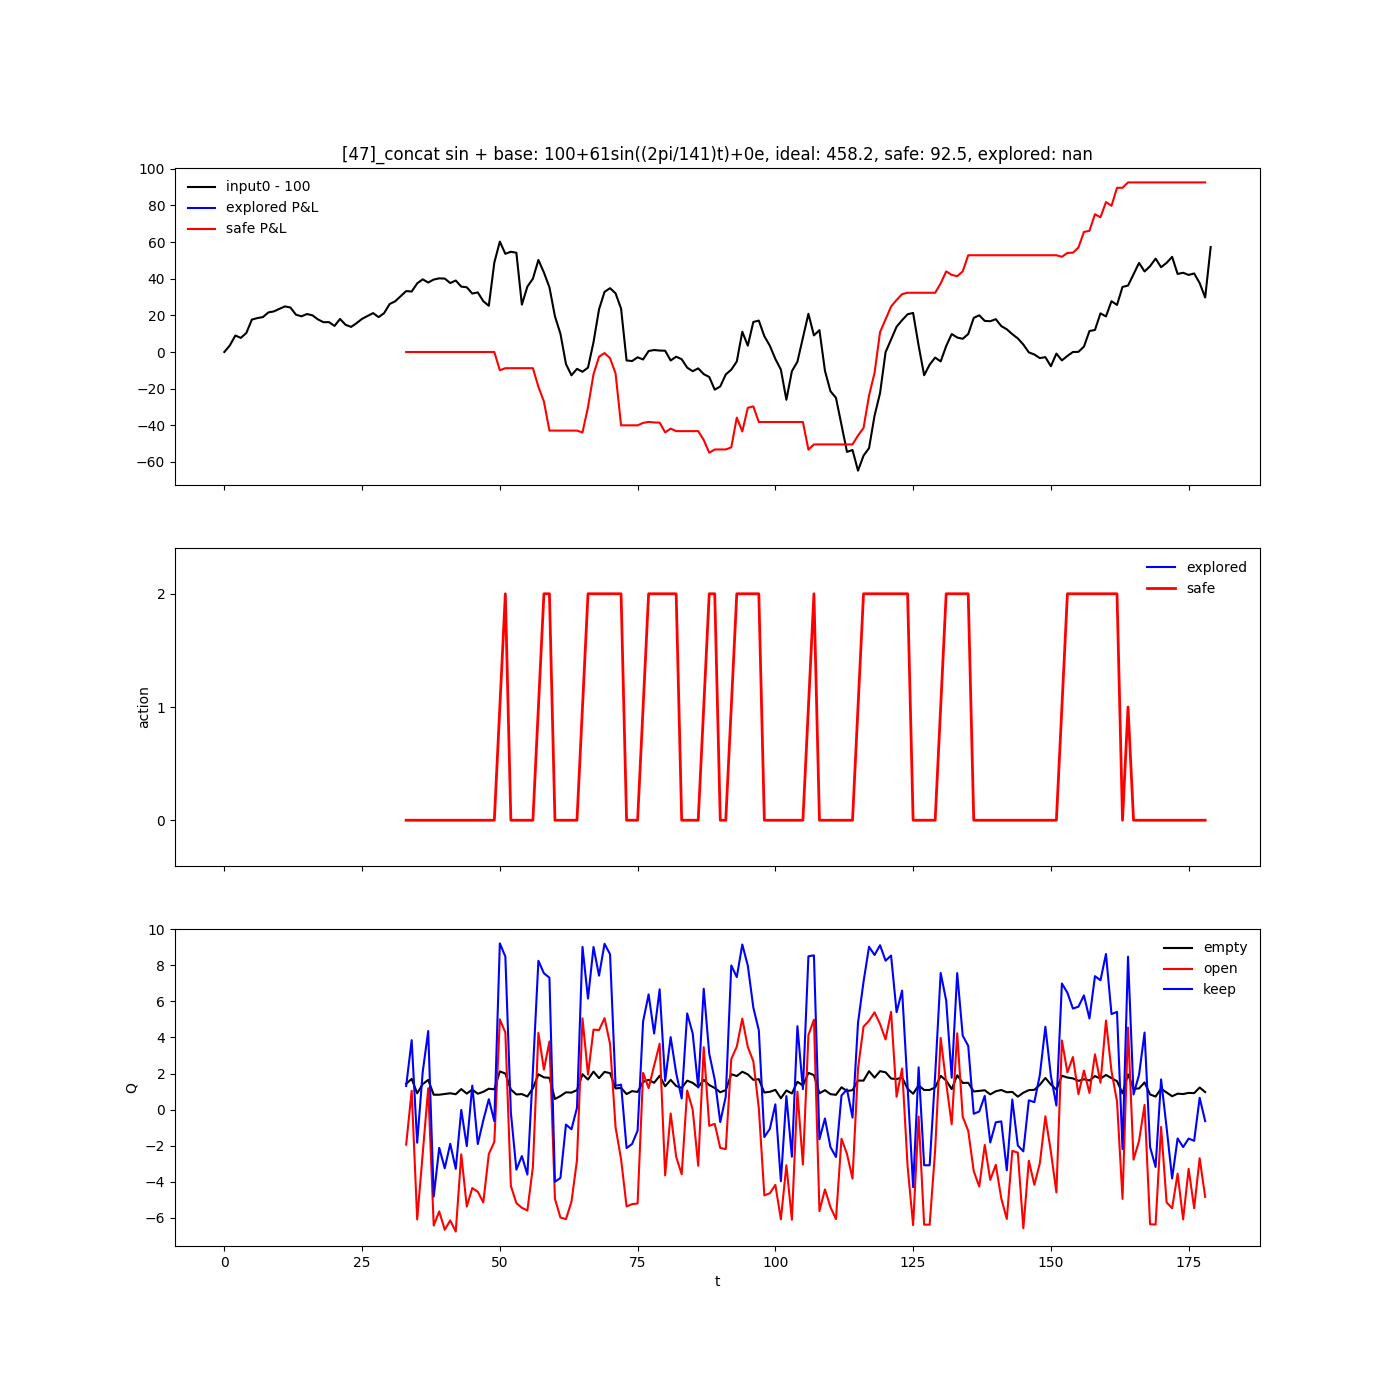 [47]_concat sin + base: 100+61sin((2pi/141)t)+0e, ideal: 458.2, safe: 92.5, explored: nan
100
80
60
40
20
0
−20
−40
−60
input0 - 100
explored P&L
safe P&L
2
1
0
action
explored
safe
10
8
6
4
2
0
−2
−4
−6
Q
empty
open
keep
0 25 50 75 100 125 150 175
t